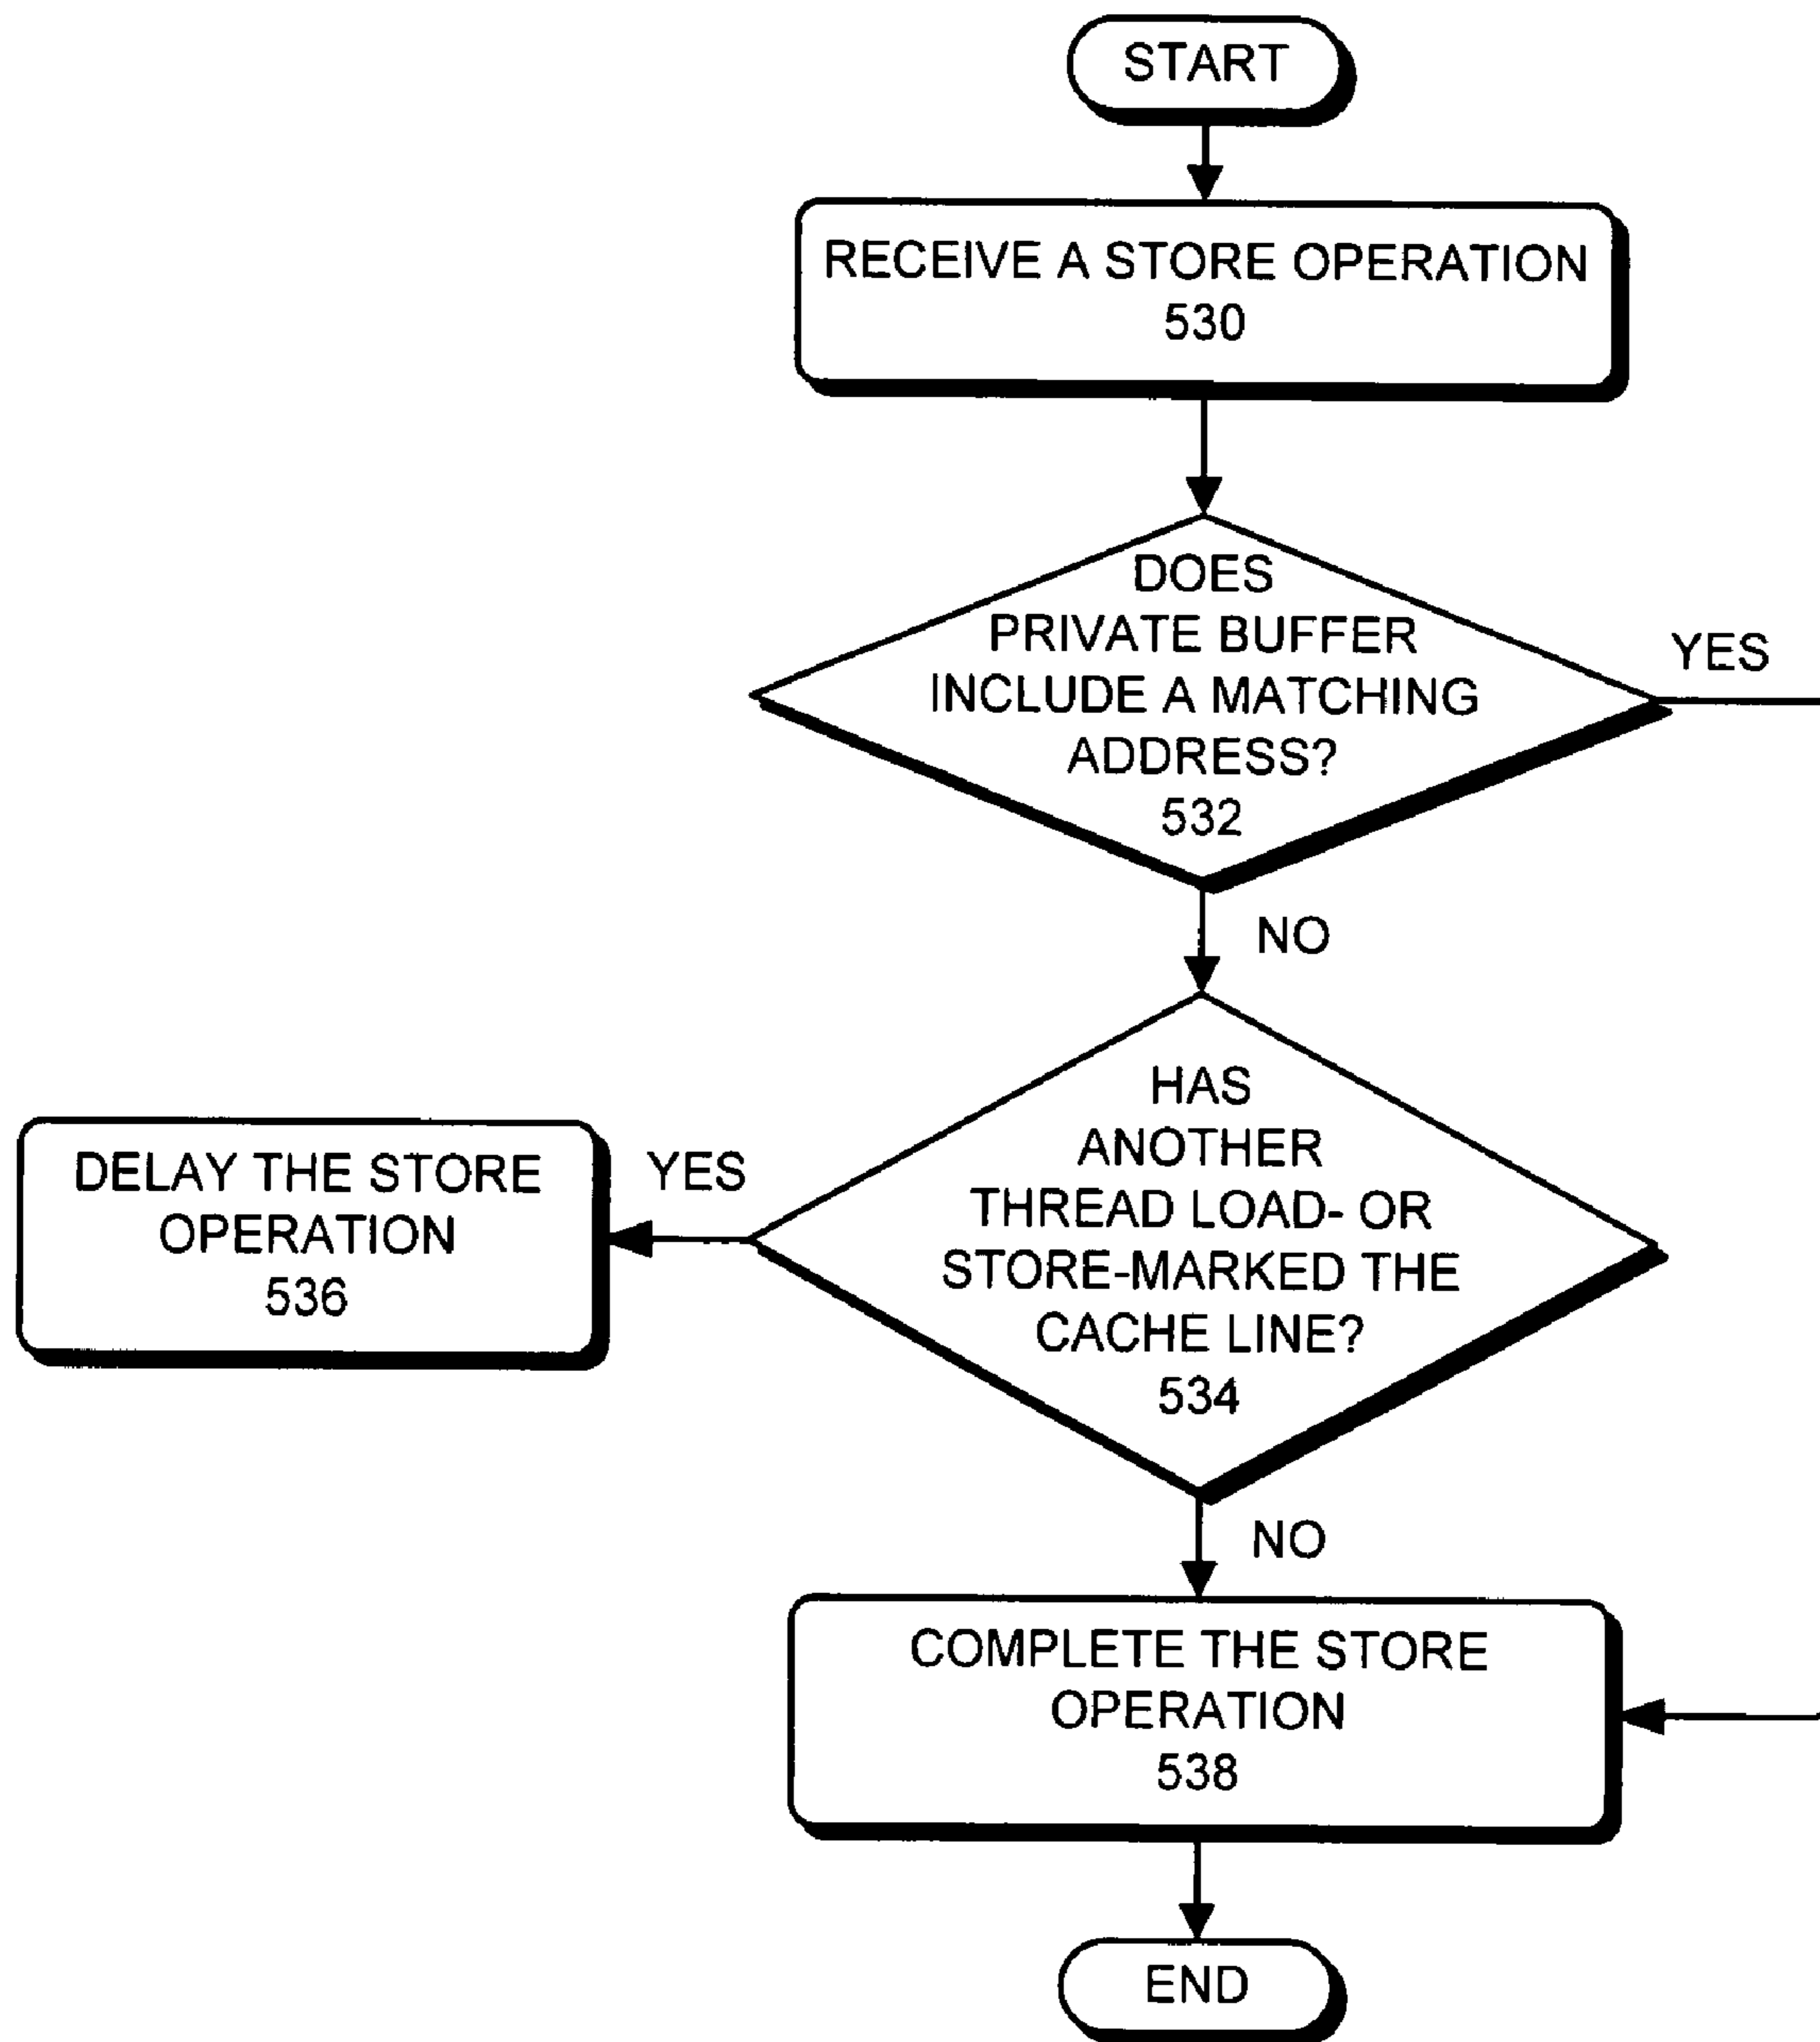 START
RECEIVE A STORE OPERATION
530
DOES
PRIVATE BUFFER
INCLUDE A MATCHING
ADDRESS?
532
YES
NO
HAS
ANOTHER
THREAD LOAD- OR
STORE-MARKED THE
CACHE LINE?
534
YES
DELAY THE STORE
OPERATION
536
NO
COMPLETE THE STORE
OPERATION
538
END